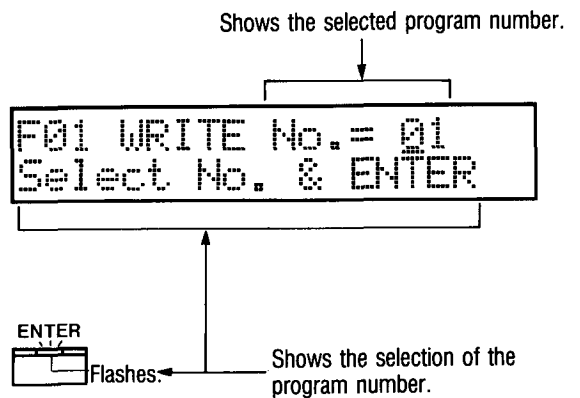 Shows the selected program number.
F01 WRITE No.= 01
Select No. & ENTER
ENTER
Flashes.
Shows the selection of the
program number.